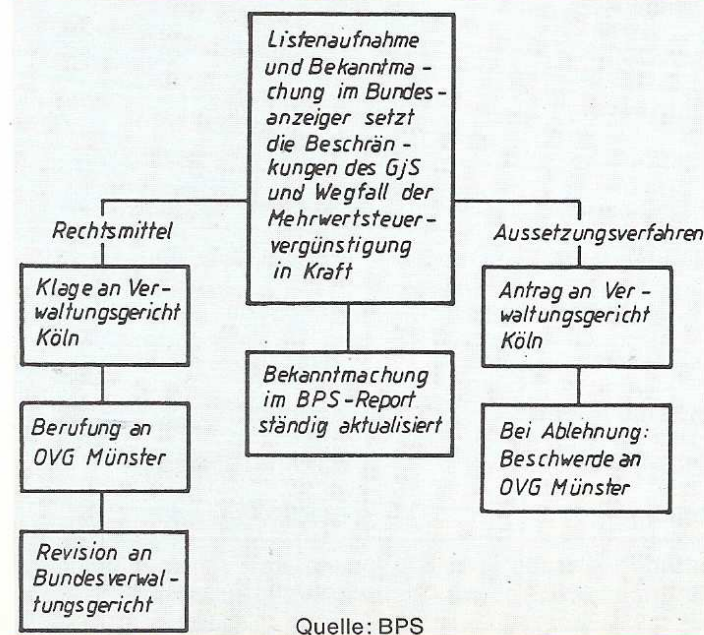 Listenaufnahme
und Bekanntma-
chung im Bundes-
anzeiger setzt
die Beschrän-
kungen des GjS
und Wegfall der
Mehrwertsteuer-
vergünstigung
in Kraft
Rechtsmittel
Klage an Ver-
waltungsgericht
Köln
Berufung an
OVG Münster
Revision an
Bundesverwal-
tungsgericht
Bekanntmachung
im BPS-Report
ständig aktualisiert
Aussetzungsverfahren
Antrag an Ver-
waltungsgericht
Köln
Bei Ablehnung:
Beschwerde an
OVG Münster
Quelle: BPS